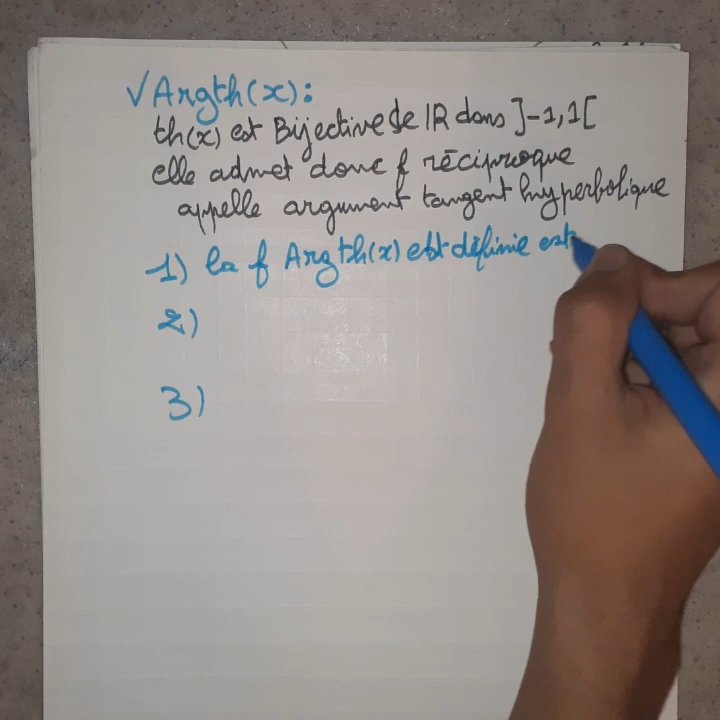 √ Argth(x):
th(x) est Bijective de IR dans ]-1,1[
elle admet donc f réciproque
appelle argument tangent hyperbolique
1) la f Argth(x) est définie est
2)
3)